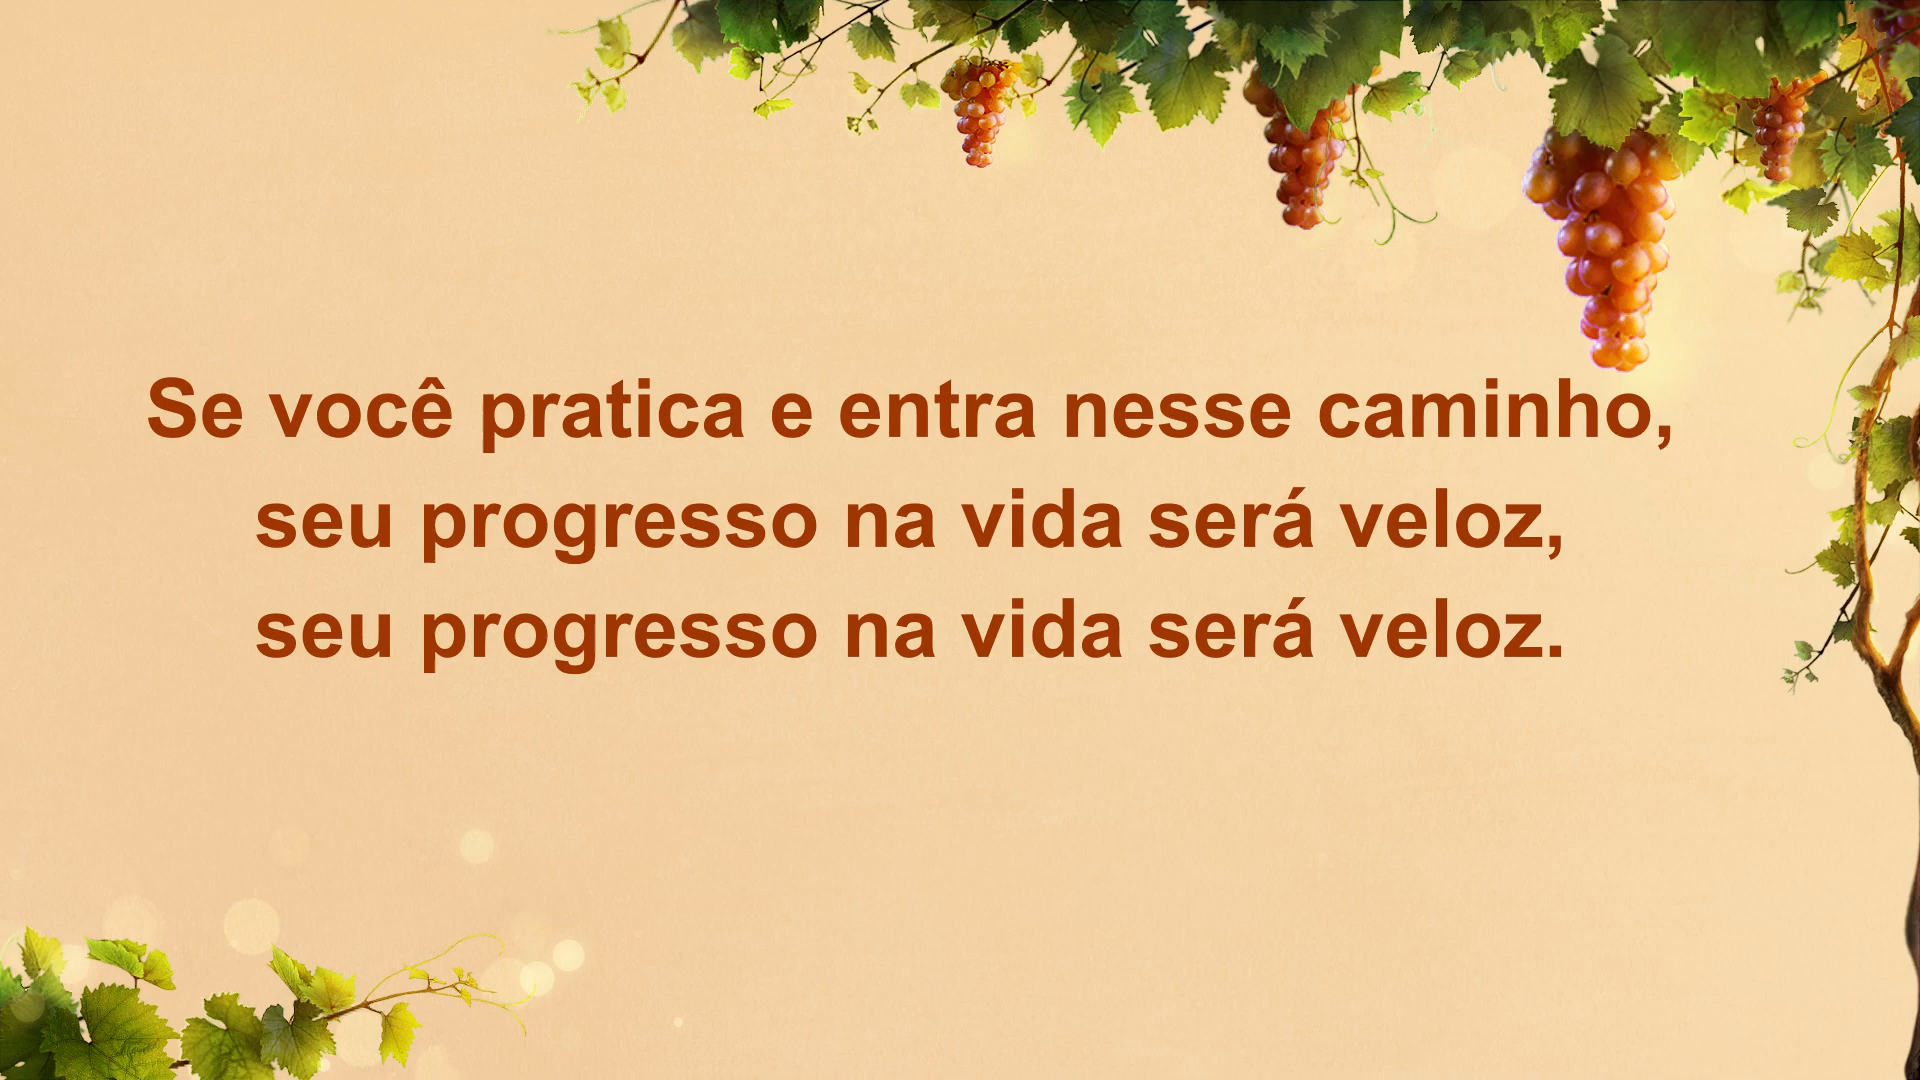 Se você pratica e entra nesse caminho,
seu progresso na vida será veloz,
seu progresso na vida será veloz.